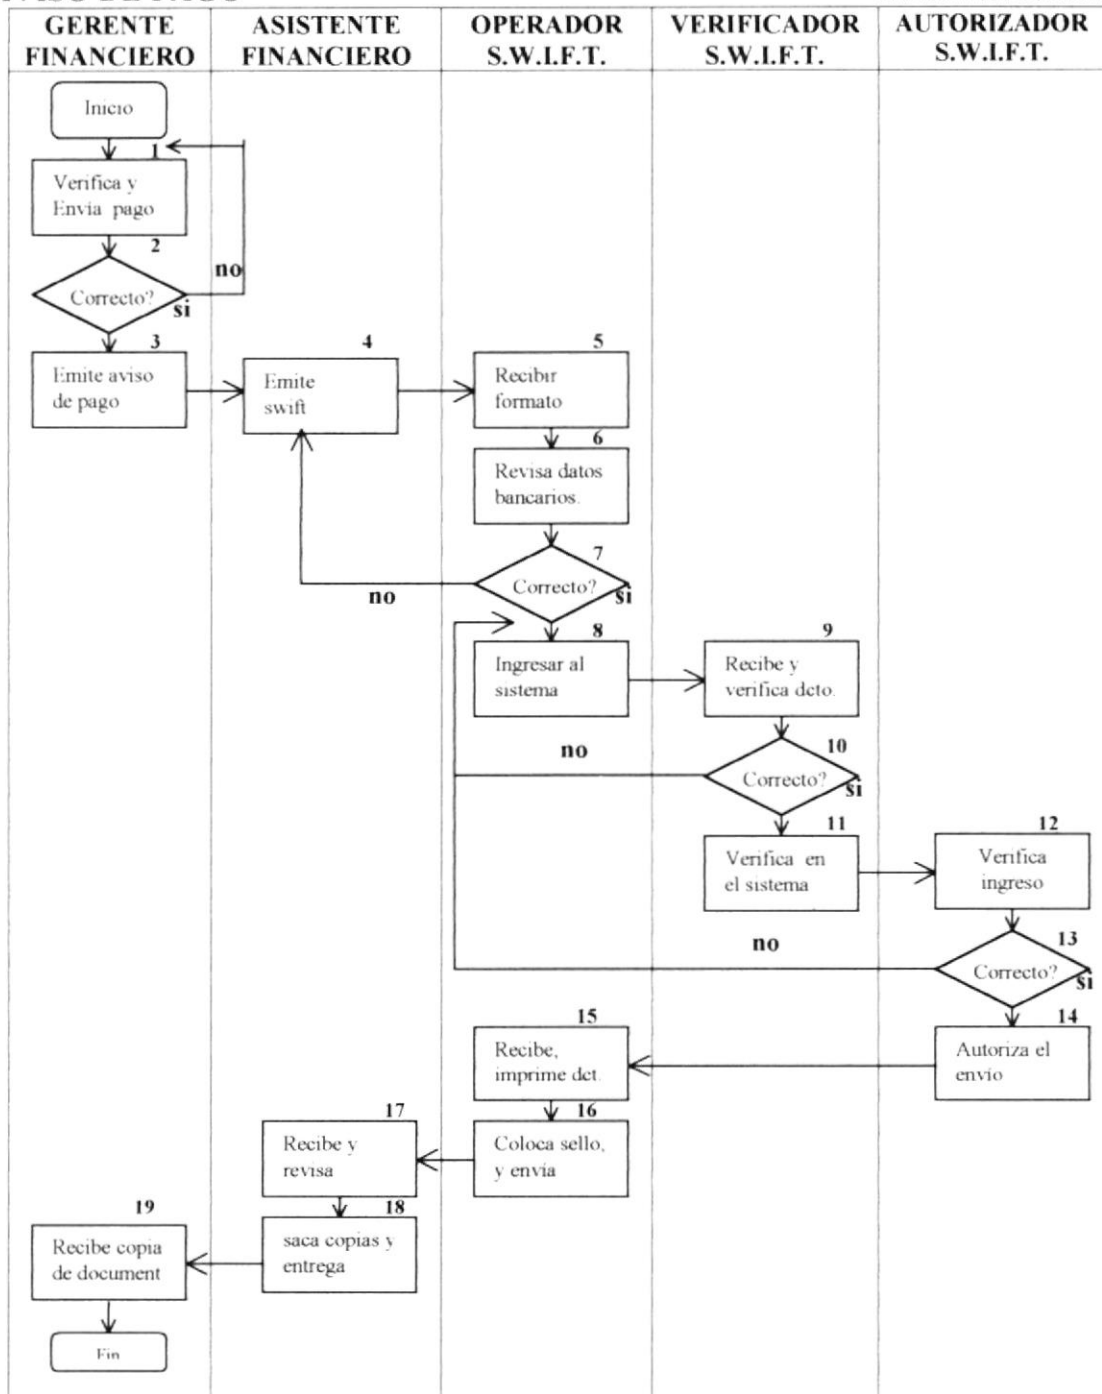 GERENTE
FINANCIERO
ASISTENTE
FINANCIERO
OPERADOR
S.W.I.F.T.
VERIFICADOR
S.W.I.F.T.
AUTORIZADOR
S.W.I.F.T.
Inicio
1
Verifica y
Envia pago
2
no
Correcto?
si
3
Emite aviso
de pago
4
Emite
swift
5
Recibir
formato
6
Revisa datos
bancarios.
7
Correcto?
si
no
8
Ingresar al
sistema
9
Recibe y
verifica dcto.
10
no
Correcto?
si
11
Verifica en
el sistema
12
Verifica
ingreso
13
no
Correcto?
si
14
Autoriza el
envío
15
Recibe,
imprime dct.
16
Coloca sello,
y envía
17
Recibe y
revisa
18
saca copias y
entrega
19
Recibe copia
de document
Fin